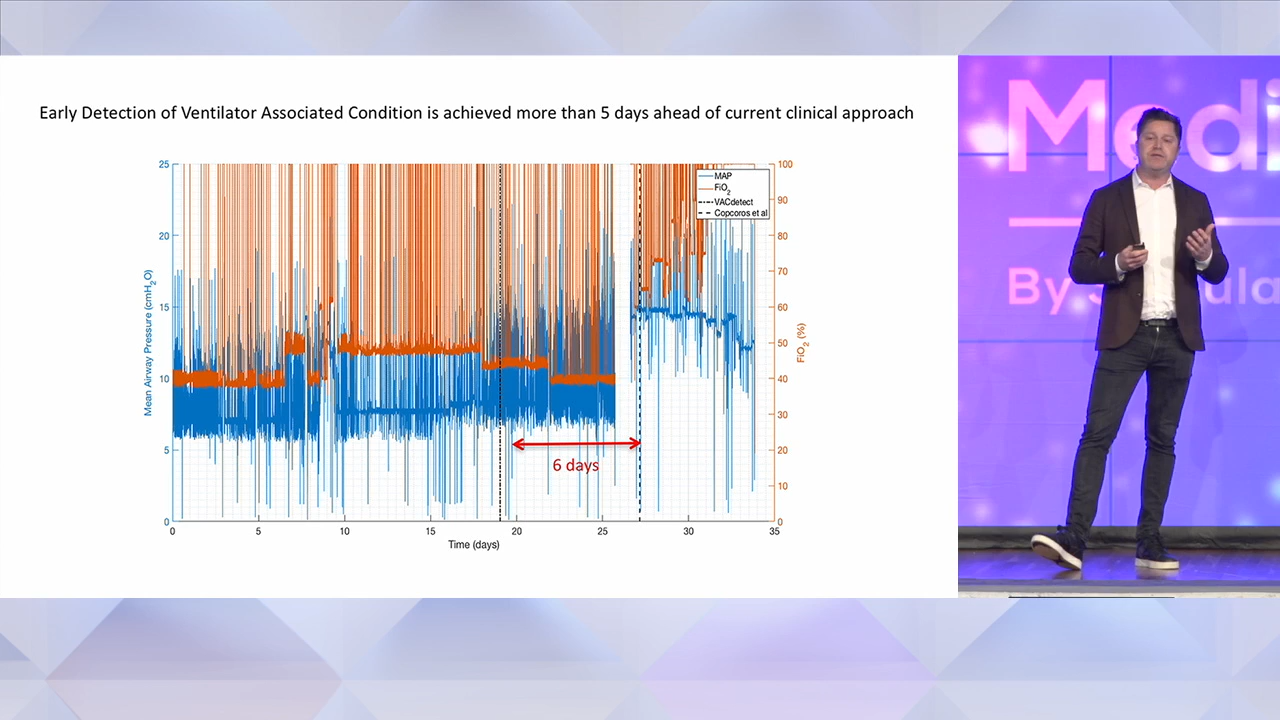 Early Detection of Ventilator Associated Condition is achieved more than 5 days ahead of current clinical approach
25
20
15
10
5
0
Mean Airway Pressure (cmH2O)
100
90
80
70
60
50
40
30
20
10
0
FiO2 (%)
MAP
FiO2
VACdetect
Copcoros et al
6 days
0 5 10 15 20 25 30 35
Time (days)
Medi
By